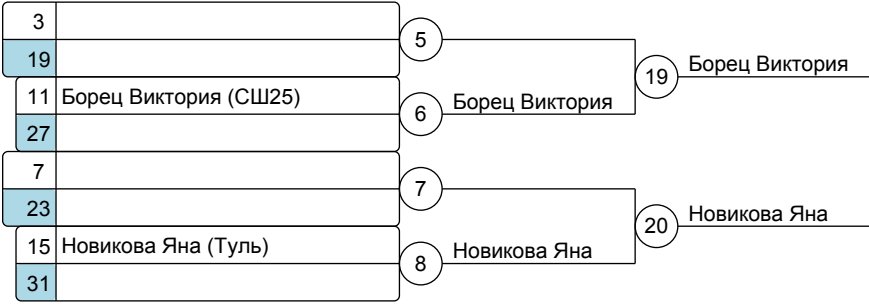 3
5
19
19 Борец Виктория
11 Борец Виктория (СШ25)
6 Борец Виктория
27
7
7
23
20 Новикова Яна
15 Новикова Яна (Туль)
8 Новикова Яна
31